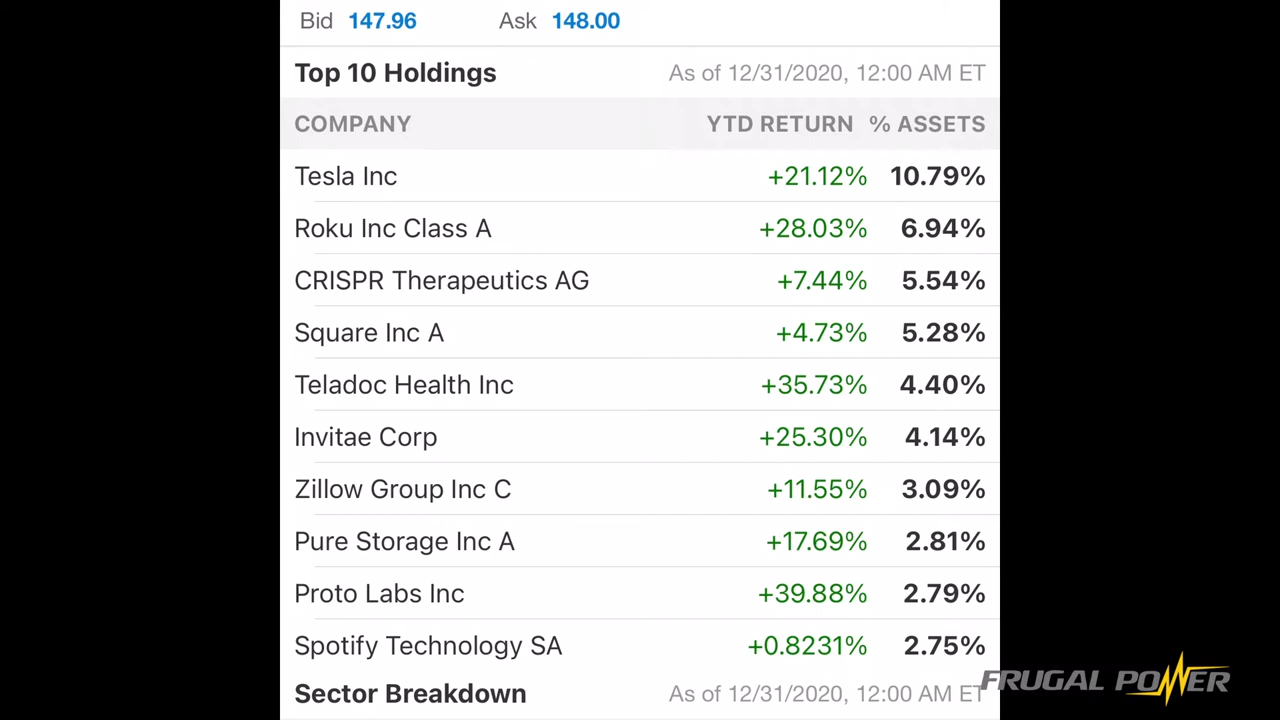 Bid 147.96 Ask 148.00
Top 10 Holdings As of 12/31/2020, 12:00 AM ET
COMPANY YTD RETURN % ASSETS
Tesla Inc +21.12% 10.79%
Roku Inc Class A +28.03% 6.94%
CRISPR Therapeutics AG +7.44% 5.54%
Square Inc A +4.73% 5.28%
Teladoc Health Inc +35.73% 4.40%
Invitae Corp +25.30% 4.14%
Zillow Group Inc C +11.55% 3.09%
Pure Storage Inc A +17.69% 2.81%
Proto Labs Inc +39.88% 2.79%
Spotify Technology SA +0.8231% 2.75%
Sector Breakdown As of 12/31/2020, 12:00 AM ET
FRUGAL POWER